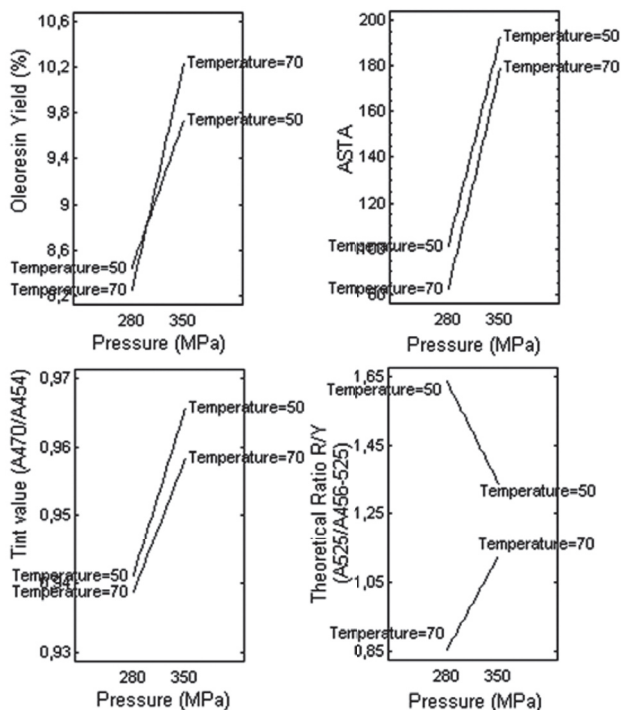 Oleoresin Yield (%)
10,6
10,2
9,8
9,4
9
8,6
8,2
Temperature=70
Temperature=50
Temperature=50
Temperature=70
280 350
Pressure (MPa)
ASTA
200
180
160
140
120
100
80
60
Temperature=50
Temperature=70
Temperature=50
Temperature=70
280 350
Pressure (MPa)
Tint value (A470/A454)
0,97
0,96
0,95
0,94
0,93
Temperature=50
Temperature=70
Temperature=50
Temperature=70
280 350
Pressure (MPa)
Theoretical Ratio R/Y
(A525/A456-525)
1,65
1,45
1,25
1,05
0,85
Temperature=50
Temperature=50
Temperature=70
Temperature=70
280 350
Pressure (MPa)